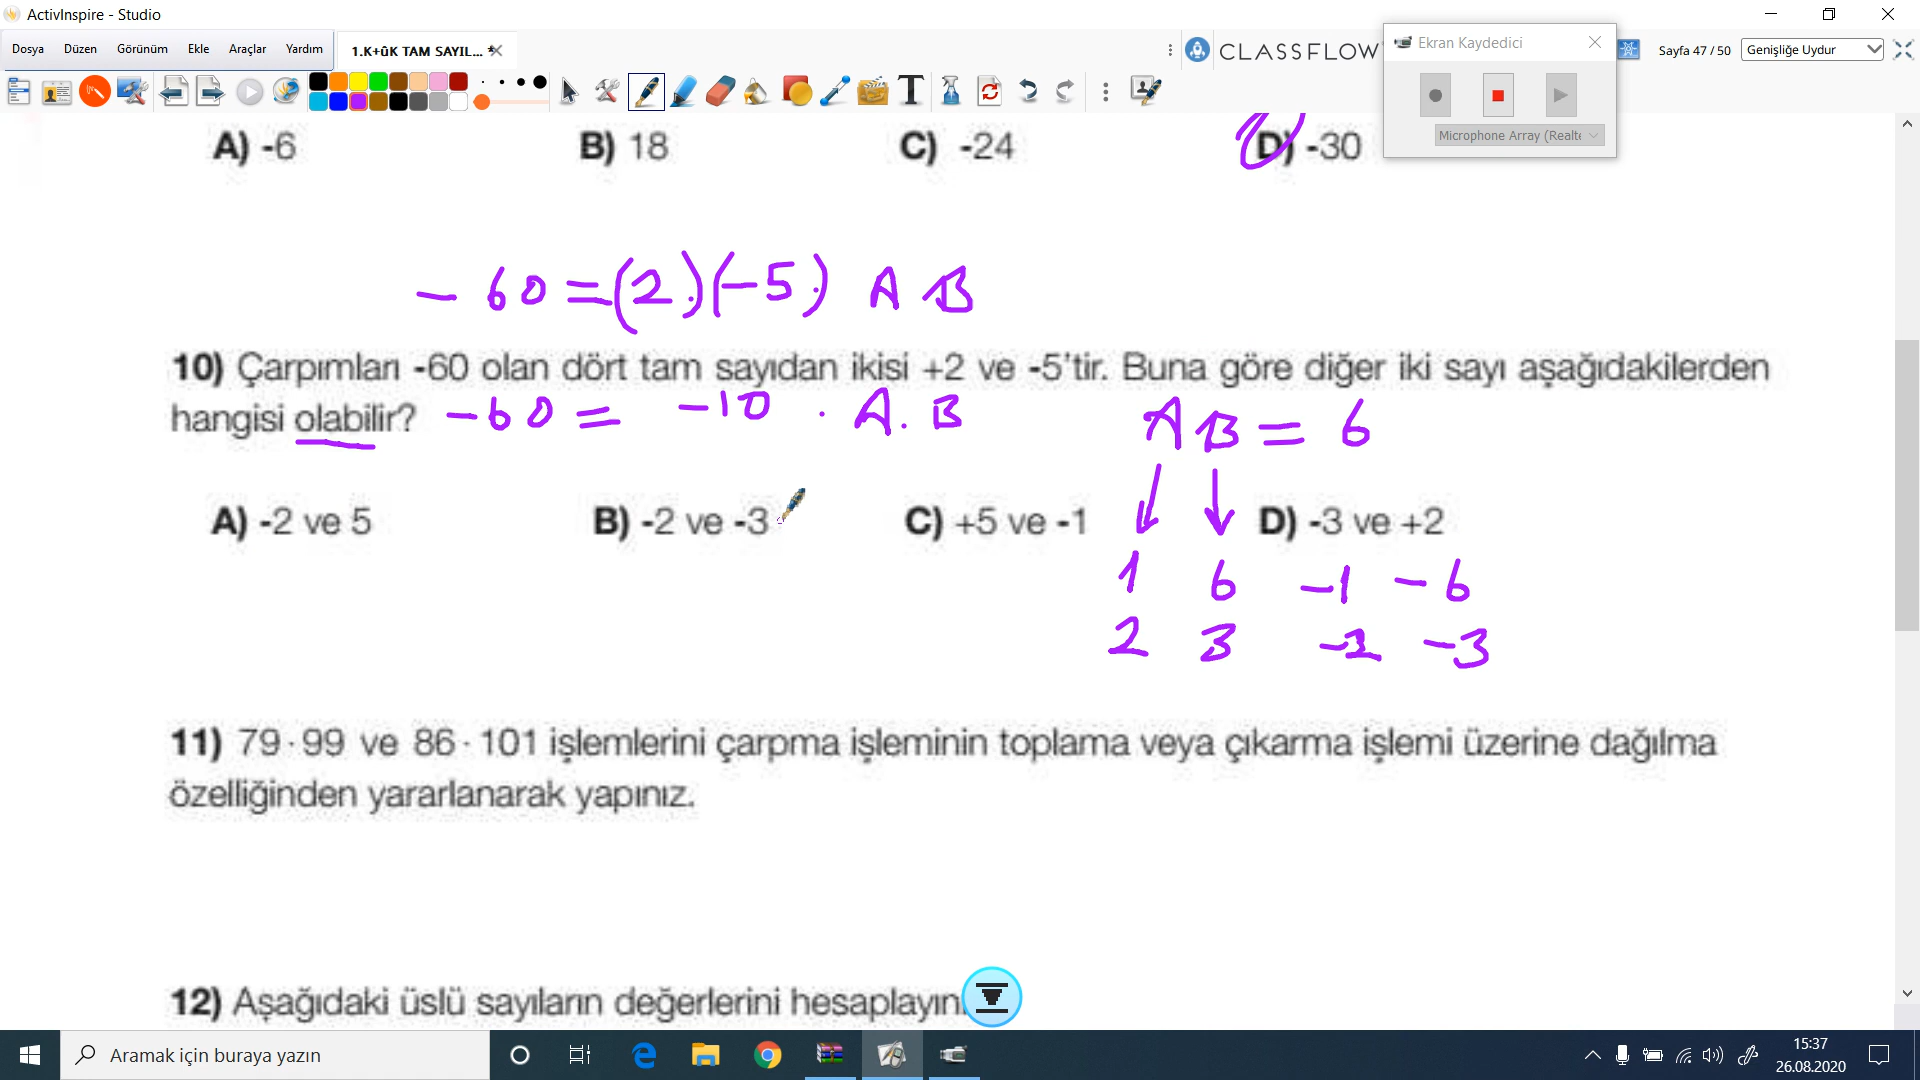 ActivInspire - Studio
Dosya Düzen Görünüm Ekle Araçlar Yardım
1.K+ûK TAM SAYIL... *
CLASSFLOW
Sayfa 47 / 50
Genişliğe Uydur
Ekran Kaydedici
Microphone Array (Realte
A) -6 B) 18 C) -24 D) -30
- 60 = (2.)(-5.) A B
10) Çarpımları -60 olan dört tam sayıdan ikisi +2 ve -5'tir. Buna göre diğer iki sayı aşağıdakilerden
hangisi olabilir?
-60 = -10 . A. B
A B = 6
A) -2 ve 5 B) -2 ve -3 C) +5 ve -1 D) -3 ve +2
1 6 -1 -6
2 3 -2 -3
11) 79 · 99 ve 86 · 101 işlemlerini çarpma işleminin toplama veya çıkarma işlemi üzerine dağılma
özelliğinden yararlanarak yapınız.
12) Aşağıdaki üslü sayıların değerlerini hesaplayın.
Aramak için buraya yazın
15:37
26.08.2020